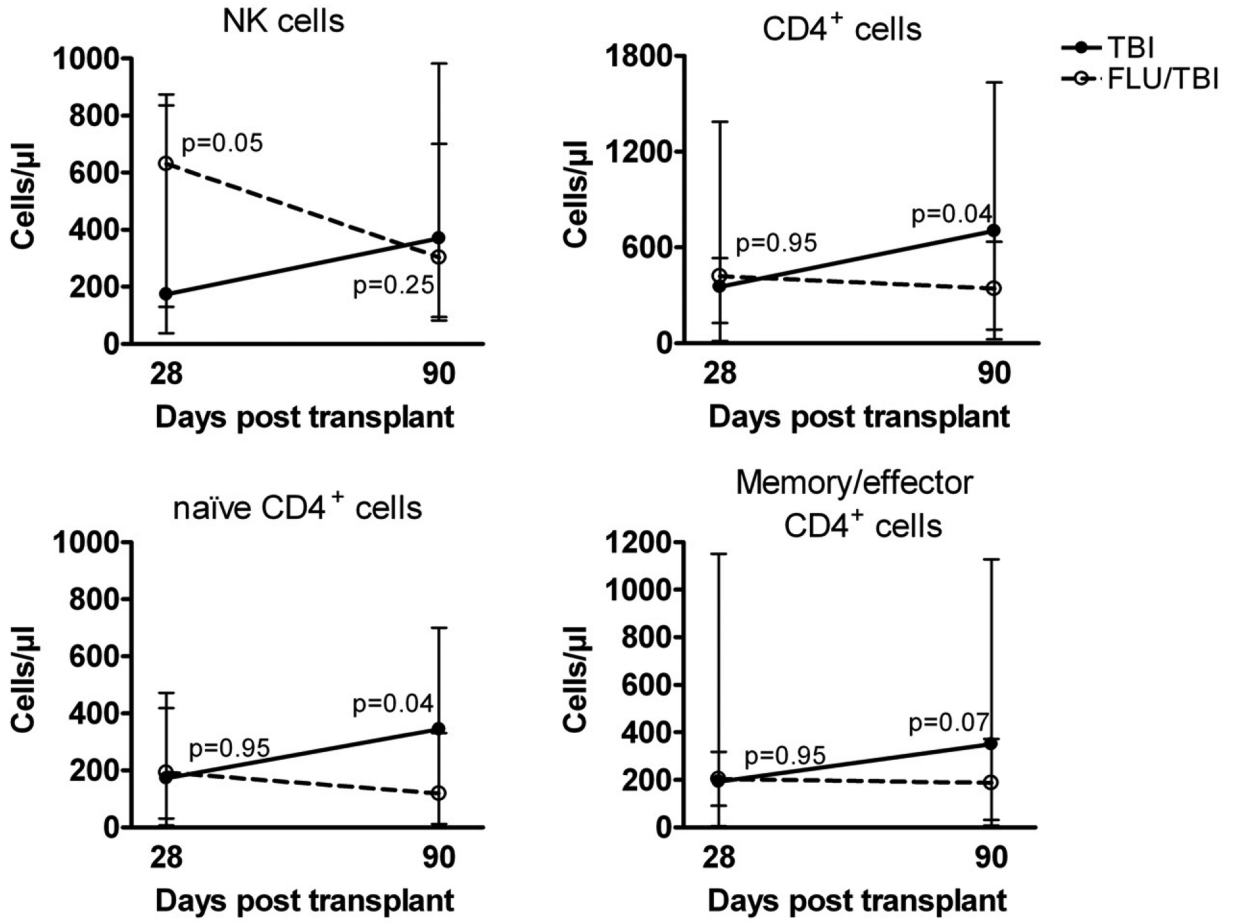 NK cells
1000
800
600
400
200
0
Cells/µl
p=0.05
p=0.25
28 90
Days post transplant
CD4+ cells
1800
1200
600
0
Cells/µl
p=0.95
p=0.04
28 90
Days post transplant
TBI
FLU/TBI
naïve CD4+ cells
1000
800
600
400
200
0
Cells/µl
p=0.95
p=0.04
28 90
Days post transplant
Memory/effector
CD4+ cells
1200
1000
800
600
400
200
0
Cells/µl
p=0.95
p=0.07
28 90
Days post transplant